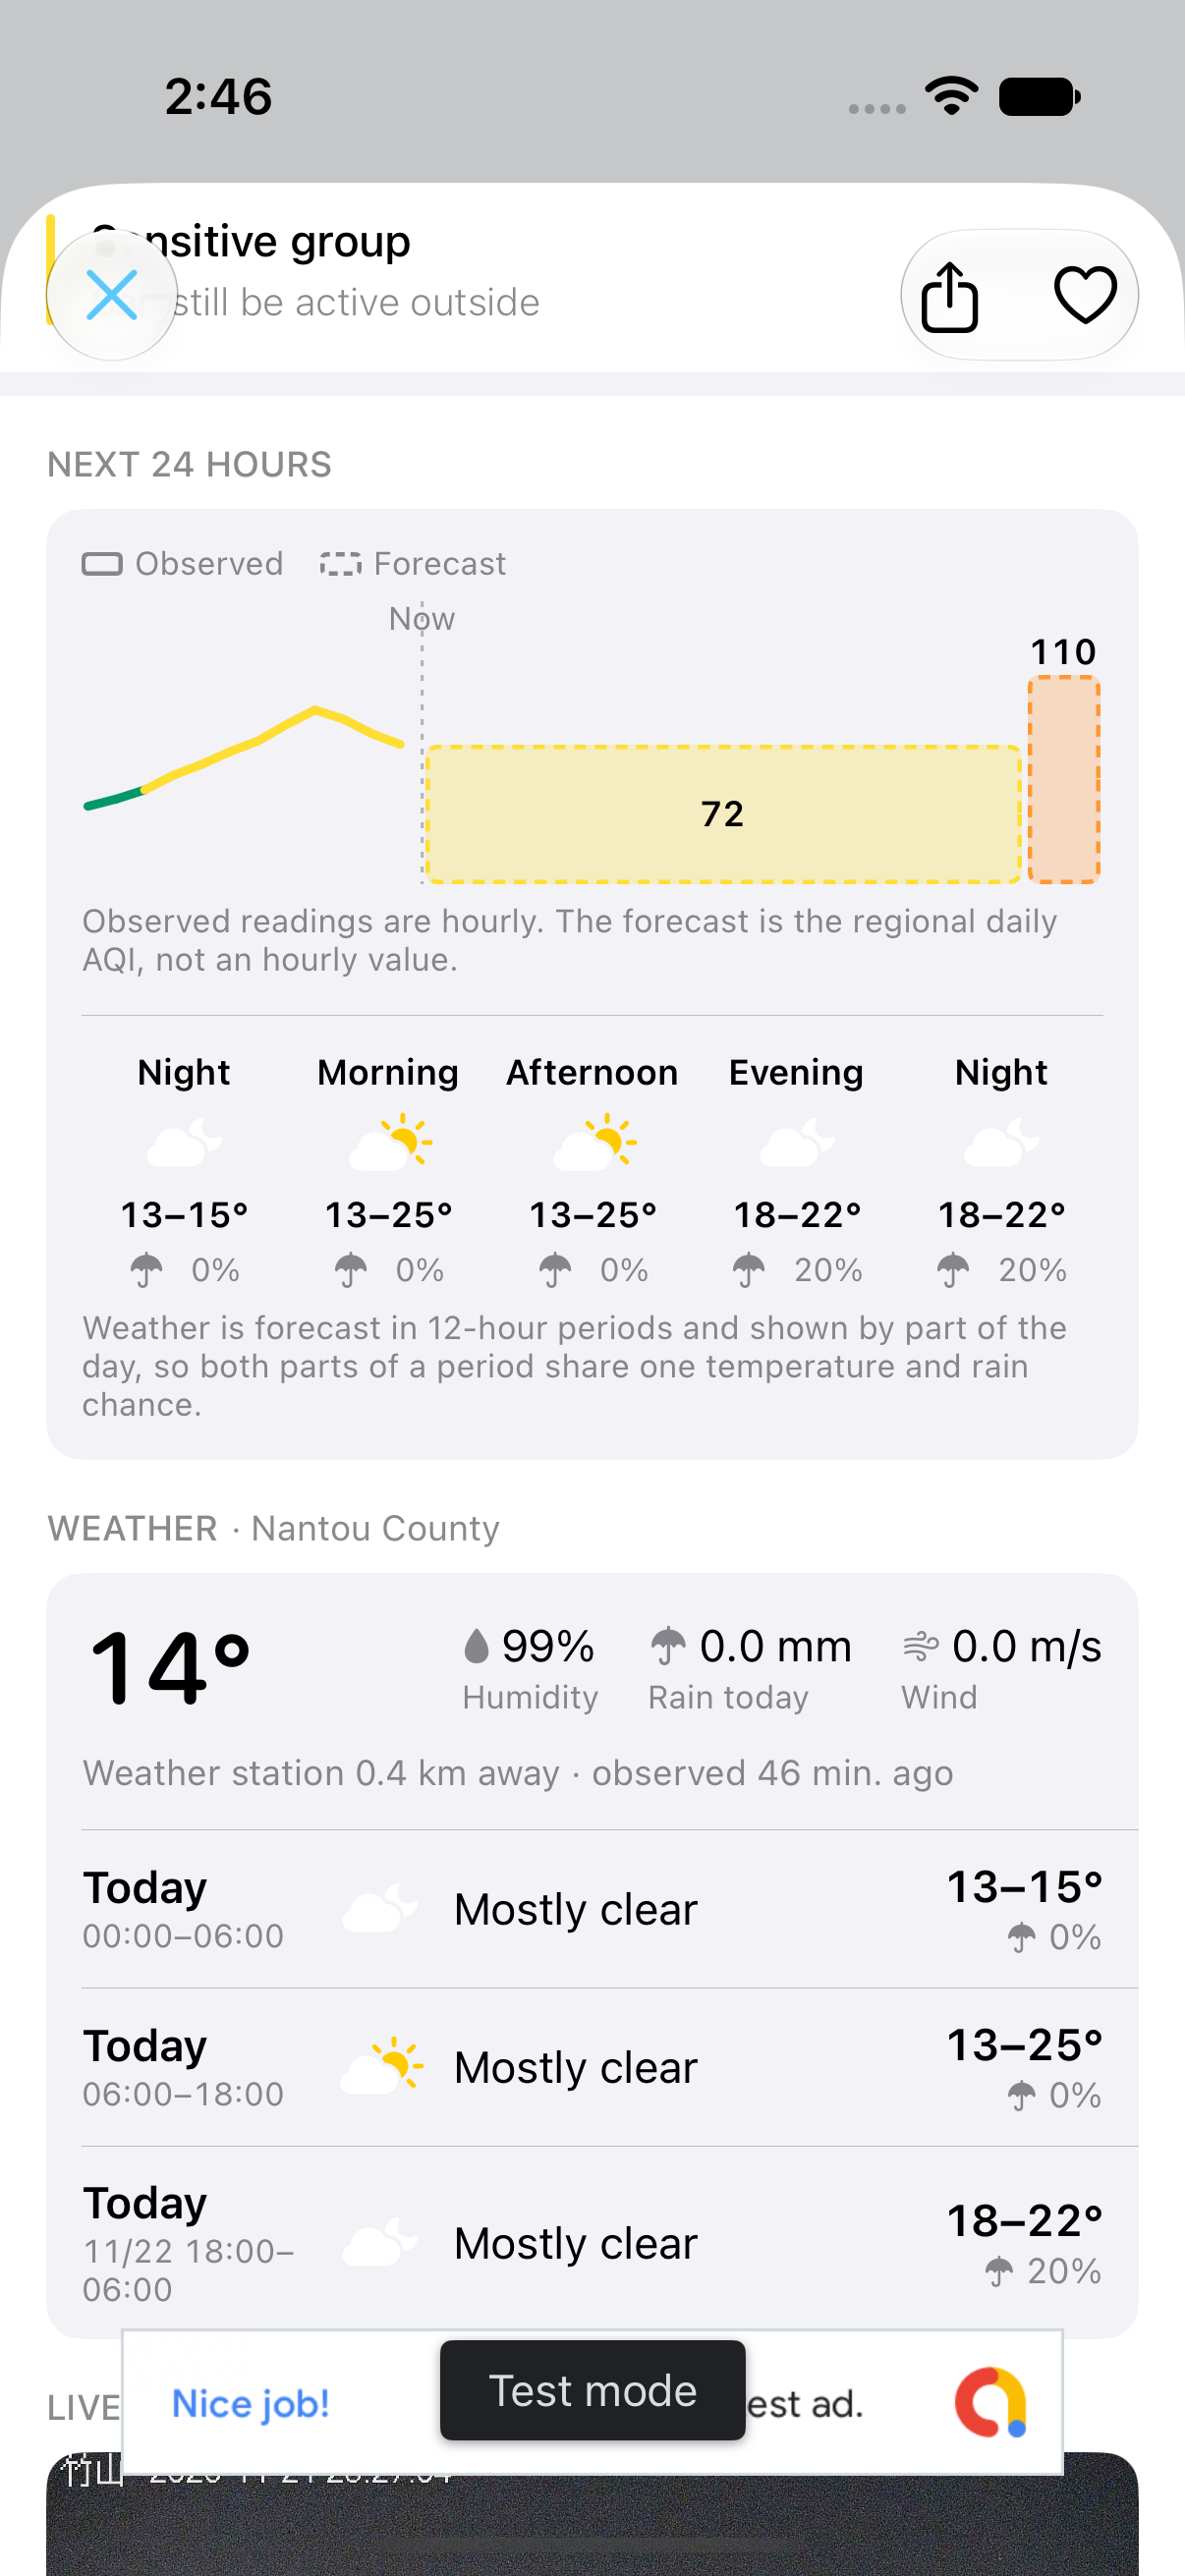 2:46
nsitive group
still be active outside
NEXT 24 HOURS
Observed Forecast
Now
110
72
Observed readings are hourly. The forecast is the regional daily
AQI, not an hourly value.
Night Morning Afternoon Evening Night
13–15° 13–25° 13–25° 18–22° 18–22°
0% 0% 0% 20% 20%
Weather is forecast in 12-hour periods and shown by part of the
day, so both parts of a period share one temperature and rain
chance.
WEATHER · Nantou County
14° 99% 0.0 mm 0.0 m/s
Humidity Rain today Wind
Weather station 0.4 km away · observed 46 min. ago
Today
00:00–06:00
Mostly clear
13–15°
0%
Today
06:00–18:00
Mostly clear
13–25°
0%
Today
11/22 18:00–
06:00
Mostly clear
18–22°
20%
LIVE
Nice job! Test mode est ad.
竹山